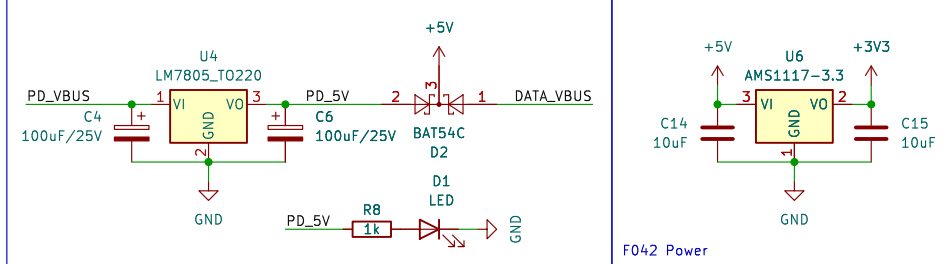 +5V
U4
LM7805_TO220
PD_VBUS
1
VI
VO
3
PD_5V
2
3
1
DATA_VBUS
GND
2
C4
100uF/25V
+
C6
100uF/25V
+
BAT54C
D2
GND
D1
LED
PD_5V
R8
1k
GND
+5V
U6
AMS1117-3.3
+3V3
3
VI
VO
2
GND
1
C14
10uF
C15
10uF
GND
F042 Power